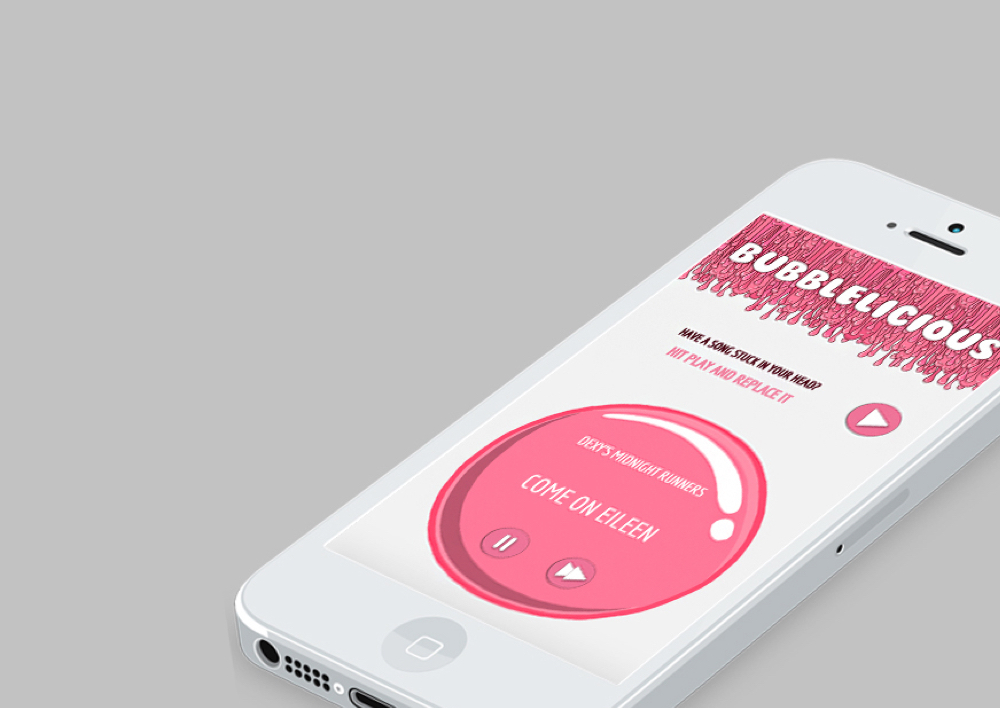 BUBBLELICIOUS
HAVE A SONG STUCK IN YOUR HEAD?
HIT PLAY AND REPLACE IT
DEXY'S MIDNIGHT RUNNERS
COME ON EILEEN